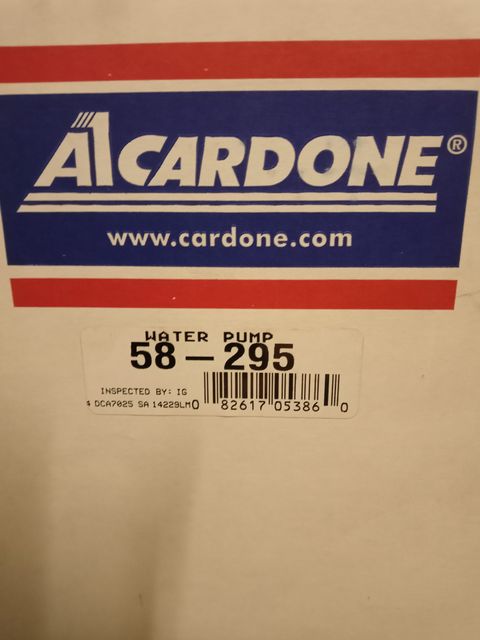 A1 CARDONE®
www.cardone.com
WATER PUMP
58-295
INSPECTED BY: IG
DCA7025 SA 14229LM
0 82617 05386 0